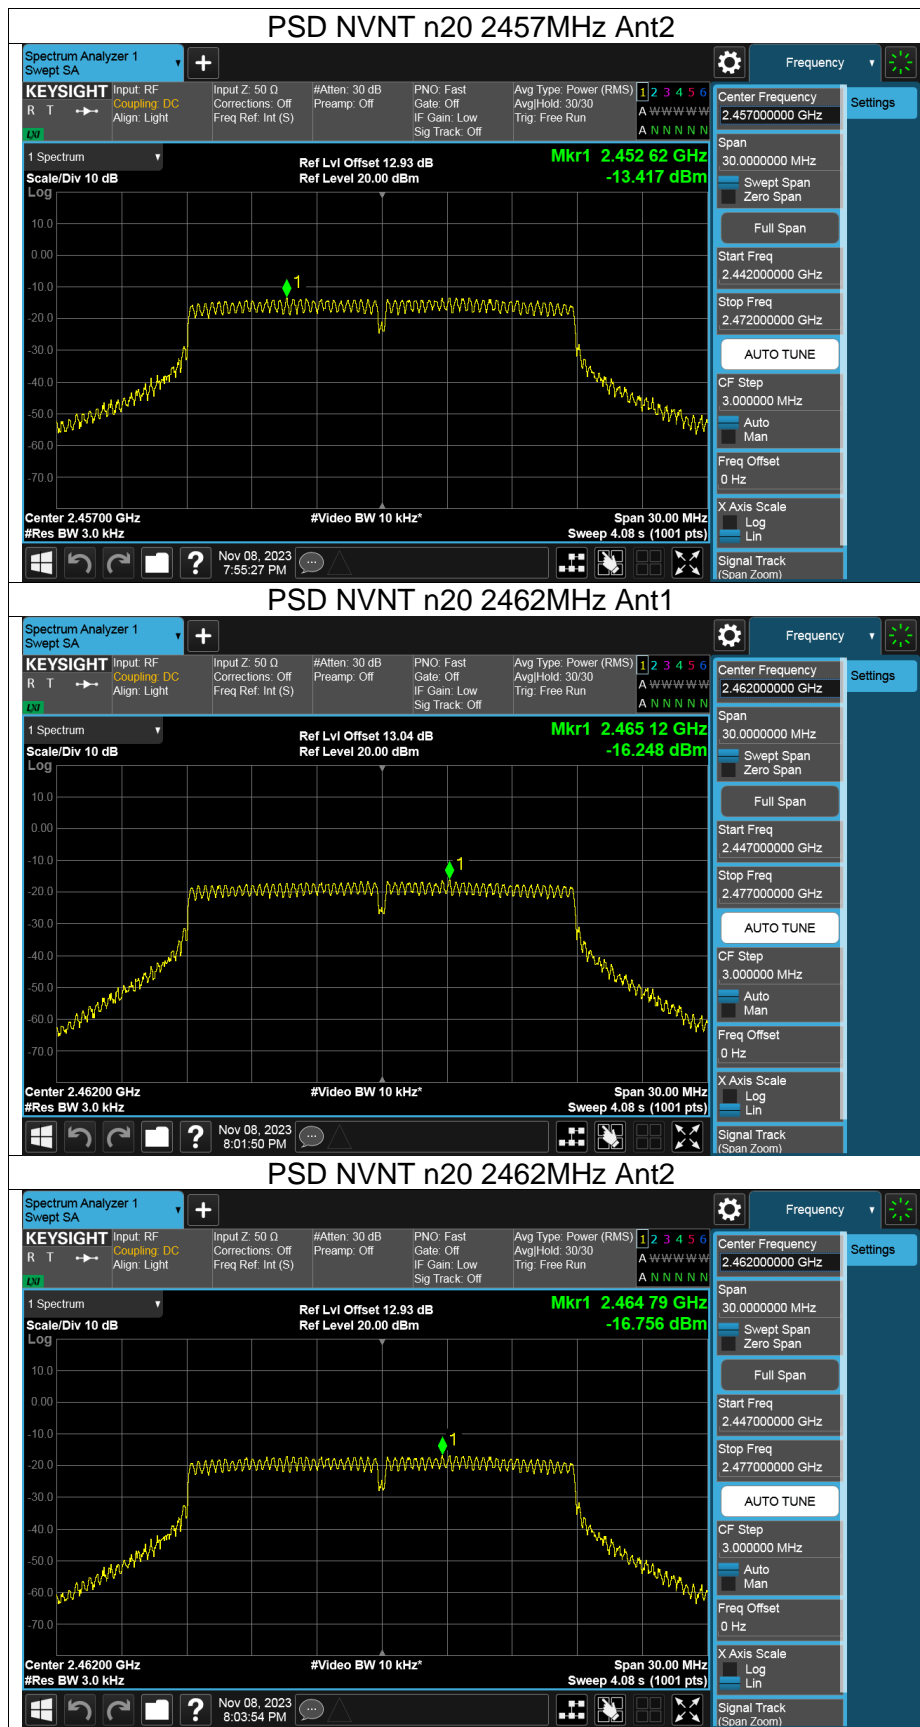 PSD NVNT n20 2457MHz Ant2
Spectrum Analyzer 1
Swept SA
Frequency
KEYSIGHT
R T
LXI
Input: RF
Coupling: DC
Align: Light
Input Z: 50 Ω
Corrections: Off
Freq Ref: Int (S)
#Atten: 30 dB
Preamp: Off
PNO: Fast
Gate: Off
IF Gain: Low
Sig Track: Off
Avg Type: Power (RMS)
Avg|Hold: 30/30
Trig: Free Run
1 2 3 4 5 6
A W W W W W
A N N N N N
Center Frequency
2.457000000 GHz
Settings
Span
30.0000000 MHz
Swept Span
Zero Span
Full Span
Start Freq
2.442000000 GHz
Stop Freq
2.472000000 GHz
AUTO TUNE
CF Step
3.000000 MHz
Auto
Man
Freq Offset
0 Hz
X Axis Scale
Log
Lin
Signal Track
(Span Zoom)
1 Spectrum
Scale/Div 10 dB
Log
Ref Lvl Offset 12.93 dB
Ref Level 20.00 dBm
Mkr1 2.452 62 GHz
-13.417 dBm
10.0
0.00
-10.0
-20.0
-30.0
-40.0
-50.0
-60.0
-70.0
1
Center 2.45700 GHz
#Res BW 3.0 kHz
#Video BW 10 kHz*
Span 30.00 MHz
Sweep 4.08 s (1001 pts)
Nov 08, 2023
7:55:27 PM
PSD NVNT n20 2462MHz Ant1
Spectrum Analyzer 1
Swept SA
Frequency
KEYSIGHT
R T
LXI
Input: RF
Coupling: DC
Align: Light
Input Z: 50 Ω
Corrections: Off
Freq Ref: Int (S)
#Atten: 30 dB
Preamp: Off
PNO: Fast
Gate: Off
IF Gain: Low
Sig Track: Off
Avg Type: Power (RMS)
Avg|Hold: 30/30
Trig: Free Run
1 2 3 4 5 6
A W W W W W
A N N N N N
Center Frequency
2.462000000 GHz
Settings
Span
30.0000000 MHz
Swept Span
Zero Span
Full Span
Start Freq
2.447000000 GHz
Stop Freq
2.477000000 GHz
AUTO TUNE
CF Step
3.000000 MHz
Auto
Man
Freq Offset
0 Hz
X Axis Scale
Log
Lin
Signal Track
(Span Zoom)
1 Spectrum
Scale/Div 10 dB
Log
Ref Lvl Offset 13.04 dB
Ref Level 20.00 dBm
Mkr1 2.465 12 GHz
-16.248 dBm
10.0
0.00
-10.0
-20.0
-30.0
-40.0
-50.0
-60.0
-70.0
1
Center 2.46200 GHz
#Res BW 3.0 kHz
#Video BW 10 kHz*
Span 30.00 MHz
Sweep 4.08 s (1001 pts)
Nov 08, 2023
8:01:50 PM
PSD NVNT n20 2462MHz Ant2
Spectrum Analyzer 1
Swept SA
Frequency
KEYSIGHT
R T
LXI
Input: RF
Coupling: DC
Align: Light
Input Z: 50 Ω
Corrections: Off
Freq Ref: Int (S)
#Atten: 30 dB
Preamp: Off
PNO: Fast
Gate: Off
IF Gain: Low
Sig Track: Off
Avg Type: Power (RMS)
Avg|Hold: 30/30
Trig: Free Run
1 2 3 4 5 6
A W W W W W
A N N N N N
Center Frequency
2.462000000 GHz
Settings
Span
30.0000000 MHz
Swept Span
Zero Span
Full Span
Start Freq
2.447000000 GHz
Stop Freq
2.477000000 GHz
AUTO TUNE
CF Step
3.000000 MHz
Auto
Man
Freq Offset
0 Hz
X Axis Scale
Log
Lin
Signal Track
(Span Zoom)
1 Spectrum
Scale/Div 10 dB
Log
Ref Lvl Offset 12.93 dB
Ref Level 20.00 dBm
Mkr1 2.464 79 GHz
-16.756 dBm
10.0
0.00
-10.0
-20.0
-30.0
-40.0
-50.0
-60.0
-70.0
1
Center 2.46200 GHz
#Res BW 3.0 kHz
#Video BW 10 kHz*
Span 30.00 MHz
Sweep 4.08 s (1001 pts)
Nov 08, 2023
8:03:54 PM